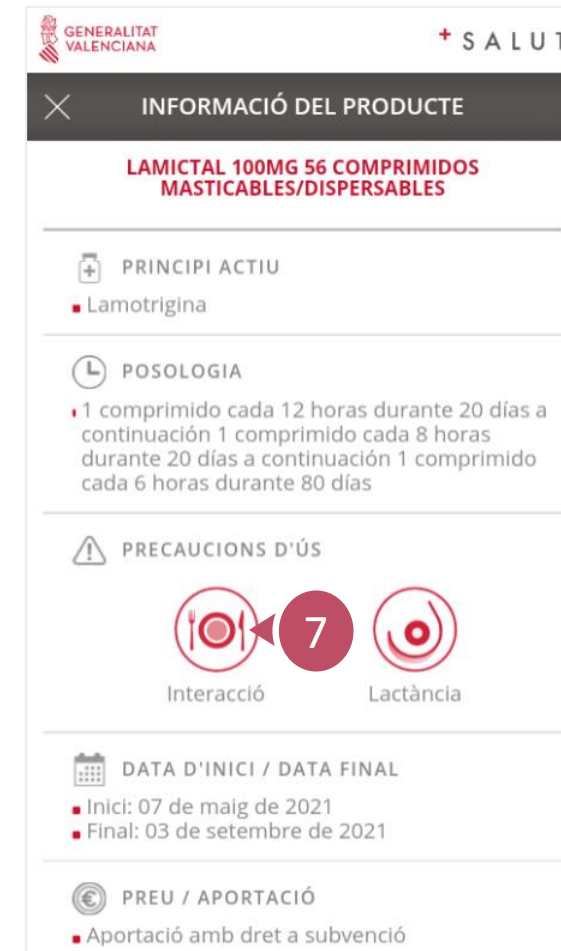 GENERALITAT
VALENCIANA
+ SALUT
INFORMACIÓ DEL PRODUCTE
LAMICTAL 100MG 56 COMPRIMIDOS
MASTICABLES/DISPERSABLES
PRINCIPI ACTIU
Lamotrigina
POSOLOGIA
1 comprimido cada 12 horas durante 20 días a
continuación 1 comprimido cada 8 horas
durante 20 días a continuación 1 comprimido
cada 6 horas durante 80 días
PRECAUCIONS D'ÚS
7
Interacció Lactància
DATA D'INICI / DATA FINAL
Inici: 07 de maig de 2021
Final: 03 de setembre de 2021
PREU / APORTACIÓ
Aportació amb dret a subvenció